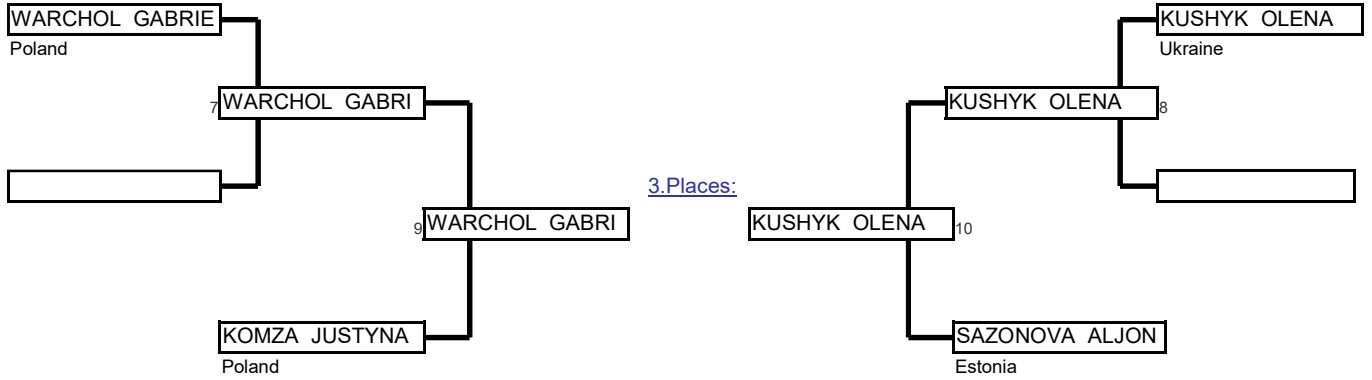 WARCHOL GABRIE
KUSHYK OLENA
Poland
Ukraine
7 WARCHOL GABRI
KUSHYK OLENA 8
3.Places:
9 WARCHOL GABRI
KUSHYK OLENA 10
KOMZA JUSTYNA
SAZONOVA ALJON
Poland
Estonia